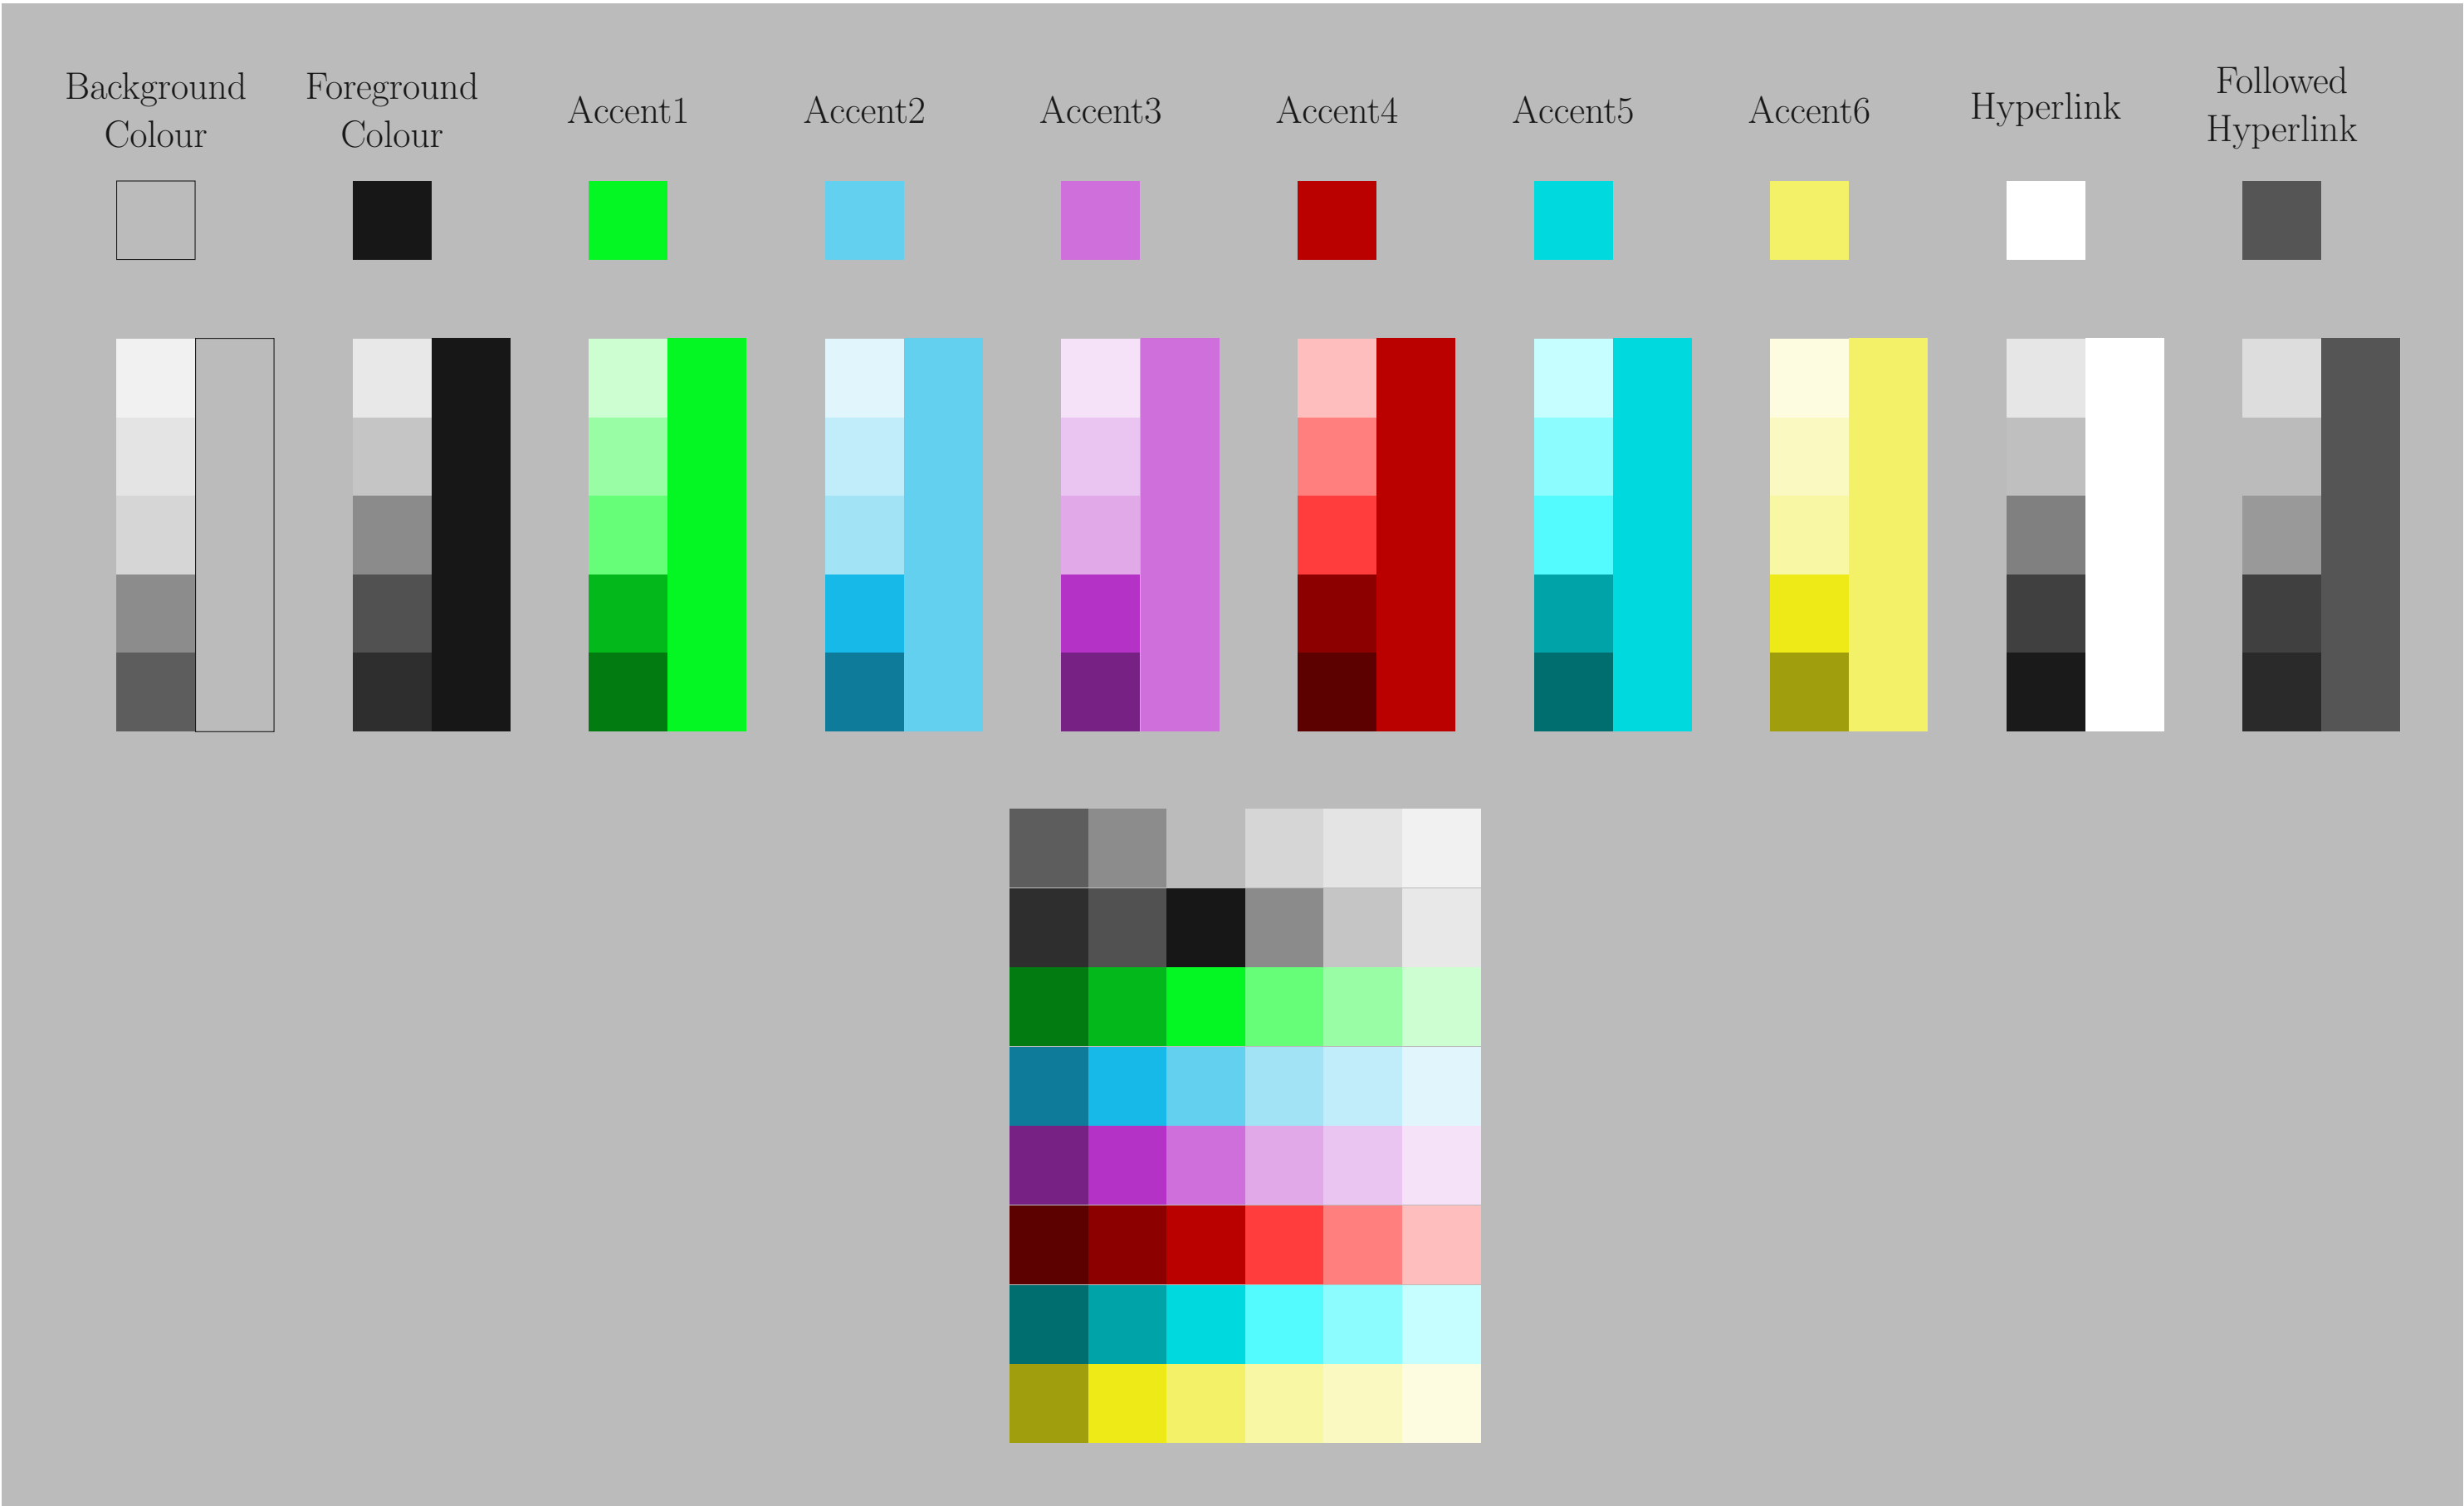 Background
Colour
Foreground
Colour
Accent1
Accent2
Accent3
Accent4
Accent5
Accent6
Hyperlink
Followed
Hyperlink